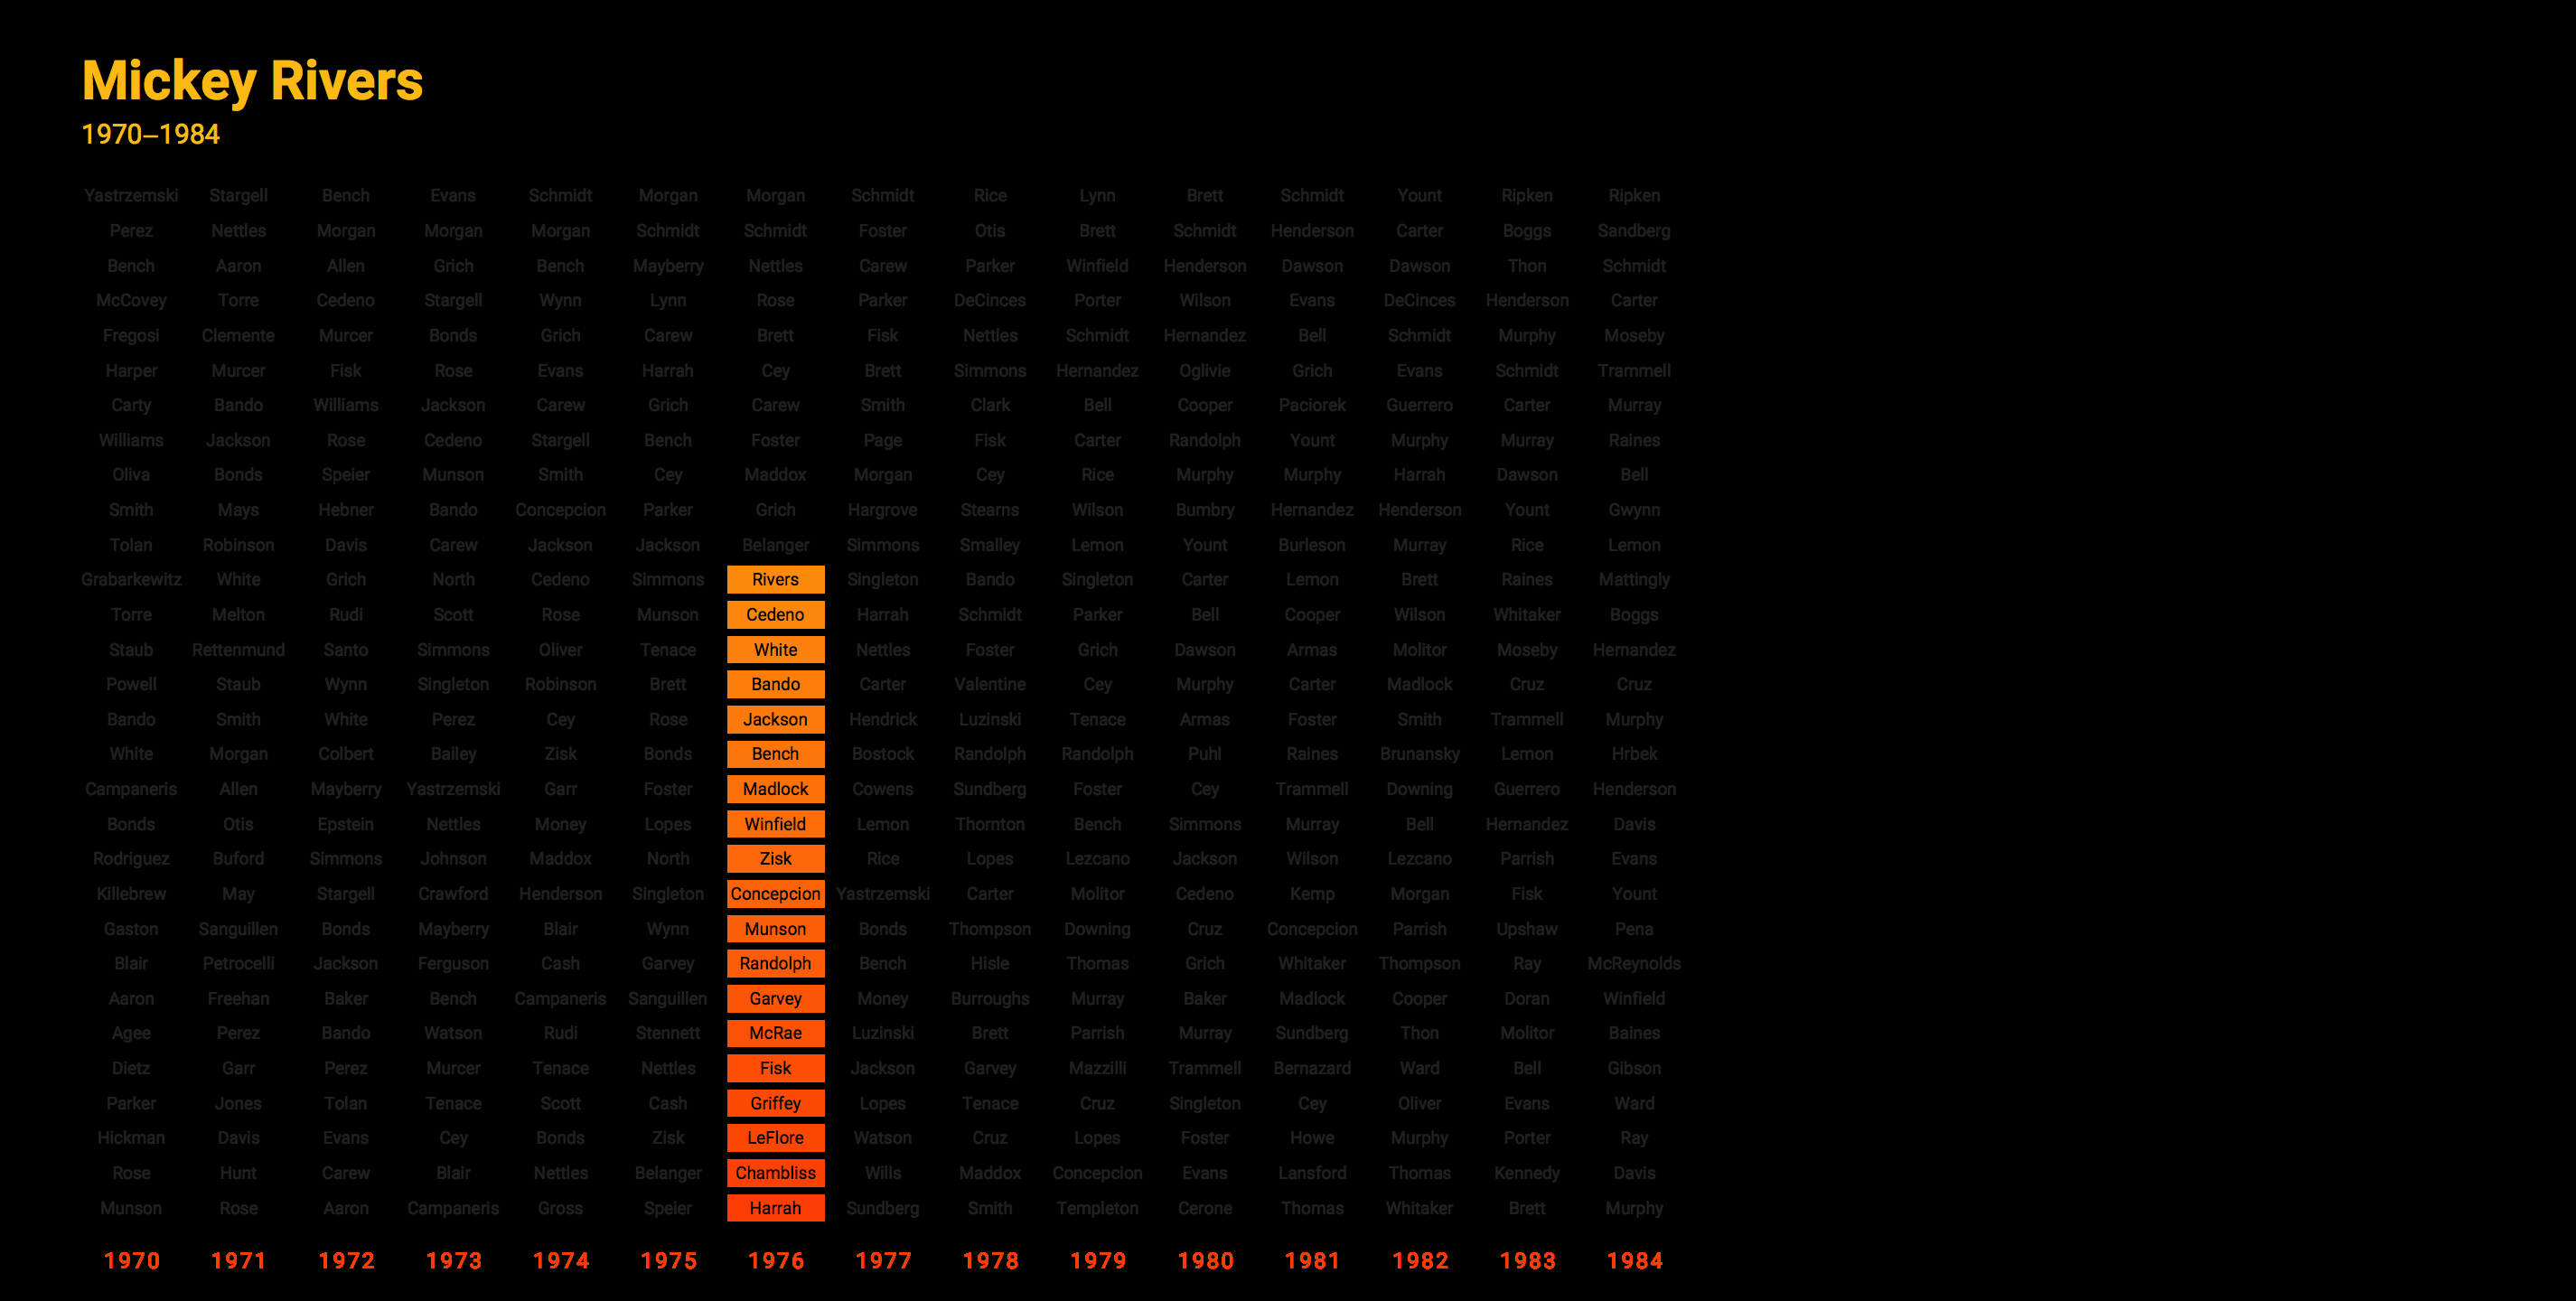 Mickey Rivers
1970–1984
Yastrzemski Stargell Bench Evans Schmidt Morgan Morgan Schmidt Rice Lynn Brett Schmidt Yount Ripken Ripken
Perez Nettles Morgan Morgan Morgan Schmidt Schmidt Foster Otis Brett Schmidt Henderson Carter Boggs Sandberg
Bench Aaron Allen Grich Bench Mayberry Nettles Carew Parker Winfield Henderson Dawson Dawson Thon Schmidt
McCovey Torre Cedeno Stargell Wynn Lynn Rose Parker DeCinces Porter Wilson Evans DeCinces Henderson Carter
Fregosi Clemente Murcer Bonds Grich Carew Brett Fisk Nettles Schmidt Hernandez Bell Schmidt Murphy Moseby
Harper Murcer Fisk Rose Evans Harrah Cey Brett Simmons Hernandez Oglivie Grich Evans Schmidt Trammell
Carty Bando Williams Jackson Carew Grich Carew Smith Clark Bell Cooper Paciorek Guerrero Carter Murray
Williams Jackson Rose Cedeno Stargell Bench Foster Page Fisk Carter Randolph Yount Murphy Murray Raines
Oliva Bonds Speier Munson Smith Cey Maddox Morgan Cey Rice Murphy Murphy Harrah Dawson Bell
Smith Mays Hebner Bando Concepcion Parker Grich Hargrove Stearns Wilson Bumbry Hernandez Henderson Yount Gwynn
Tolan Robinson Davis Carew Jackson Jackson Belanger Simmons Smalley Lemon Yount Burleson Murray Rice Lemon
Grabarkewitz White Grich North Cedeno Simmons Rivers Singleton Bando Singleton Carter Lemon Brett Raines Mattingly
Torre Melton Rudi Scott Rose Munson Cedeno Harrah Schmidt Parker Bell Cooper Wilson Whitaker Boggs
Staub Rettenmund Santo Simmons Oliver Tenace White Nettles Foster Grich Dawson Armas Molitor Moseby Hernandez
Powell Staub Wynn Singleton Robinson Brett Bando Carter Valentine Cey Murphy Carter Madlock Cruz Cruz
Bando Smith White Perez Cey Rose Jackson Hendrick Luzinski Tenace Armas Foster Smith Trammell Murphy
White Morgan Colbert Bailey Zisk Bonds Bench Bostock Randolph Randolph Puhl Raines Brunansky Lemon Hrbek
Campaneris Allen Mayberry Yastrzemski Garr Foster Madlock Cowens Sundberg Foster Cey Trammell Downing Guerrero Henderson
Bonds Otis Epstein Nettles Money Lopes Winfield Lemon Thornton Bench Simmons Murray Bell Hernandez Davis
Rodriguez Buford Simmons Johnson Maddox North Zisk Rice Lopes Lezcano Jackson Wilson Lezcano Parrish Evans
Killebrew May Stargell Crawford Henderson Singleton Concepcion Yastrzemski Carter Molitor Cedeno Kemp Morgan Fisk Yount
Gaston Sanguillen Bonds Mayberry Blair Wynn Munson Bonds Thompson Downing Cruz Concepcion Parrish Upshaw Pena
Blair Petrocelli Jackson Ferguson Cash Garvey Randolph Bench Hisle Thomas Grich Whitaker Thompson Ray McReynolds
Aaron Freehan Baker Bench Campaneris Sanguillen Garvey Money Burroughs Murray Baker Madlock Cooper Doran Winfield
Agee Perez Bando Watson Rudi Stennett McRae Luzinski Brett Parrish Murray Sundberg Thon Molitor Baines
Dietz Garr Perez Murcer Tenace Nettles Fisk Jackson Garvey Mazzilli Trammell Bernazard Ward Bell Gibson
Parker Jones Tolan Tenace Scott Cash Griffey Lopes Tenace Cruz Singleton Cey Oliver Evans Ward
Hickman Davis Evans Cey Bonds Zisk LeFlore Watson Cruz Lopes Foster Howe Murphy Porter Ray
Rose Hunt Carew Blair Nettles Belanger Chambliss Wills Maddox Concepcion Evans Lansford Thomas Kennedy Davis
Munson Rose Aaron Campaneris Gross Speier Harrah Sundberg Smith Templeton Cerone Thomas Whitaker Brett Murphy
1970 1971 1972 1973 1974 1975 1976 1977 1978 1979 1980 1981 1982 1983 1984